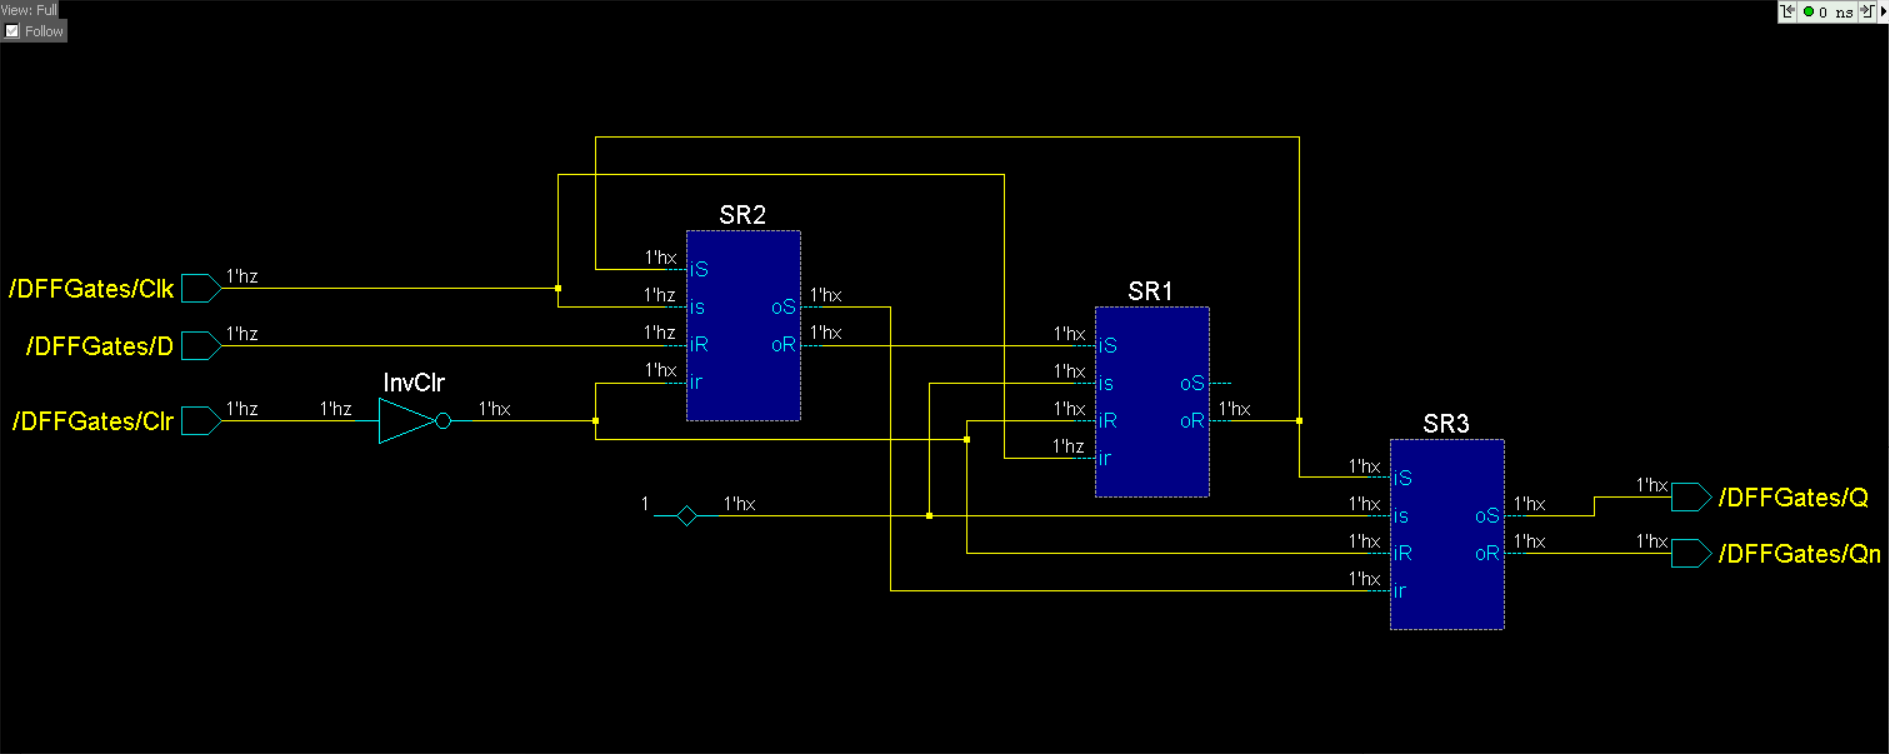 View: Full
Follow
0 ns
SR2
/DFFGates/Clk
1'hz
/DFFGates/D
1'hz
/DFFGates/Clr
1'hz
1'hz
InvClr
1'hx
1'hx
iS
1'hz
is
1'hz
iR
1'hx
ir
oS
1'hx
oR
1'hx
1
1'hx
SR1
1'hx
iS
1'hx
is
1'hx
iR
1'hz
ir
oS
oR
1'hx
SR3
1'hx
iS
1'hx
is
1'hx
iR
1'hx
ir
oS
1'hx
oR
1'hx
1'hx
/DFFGates/Q
1'hx
/DFFGates/Qn